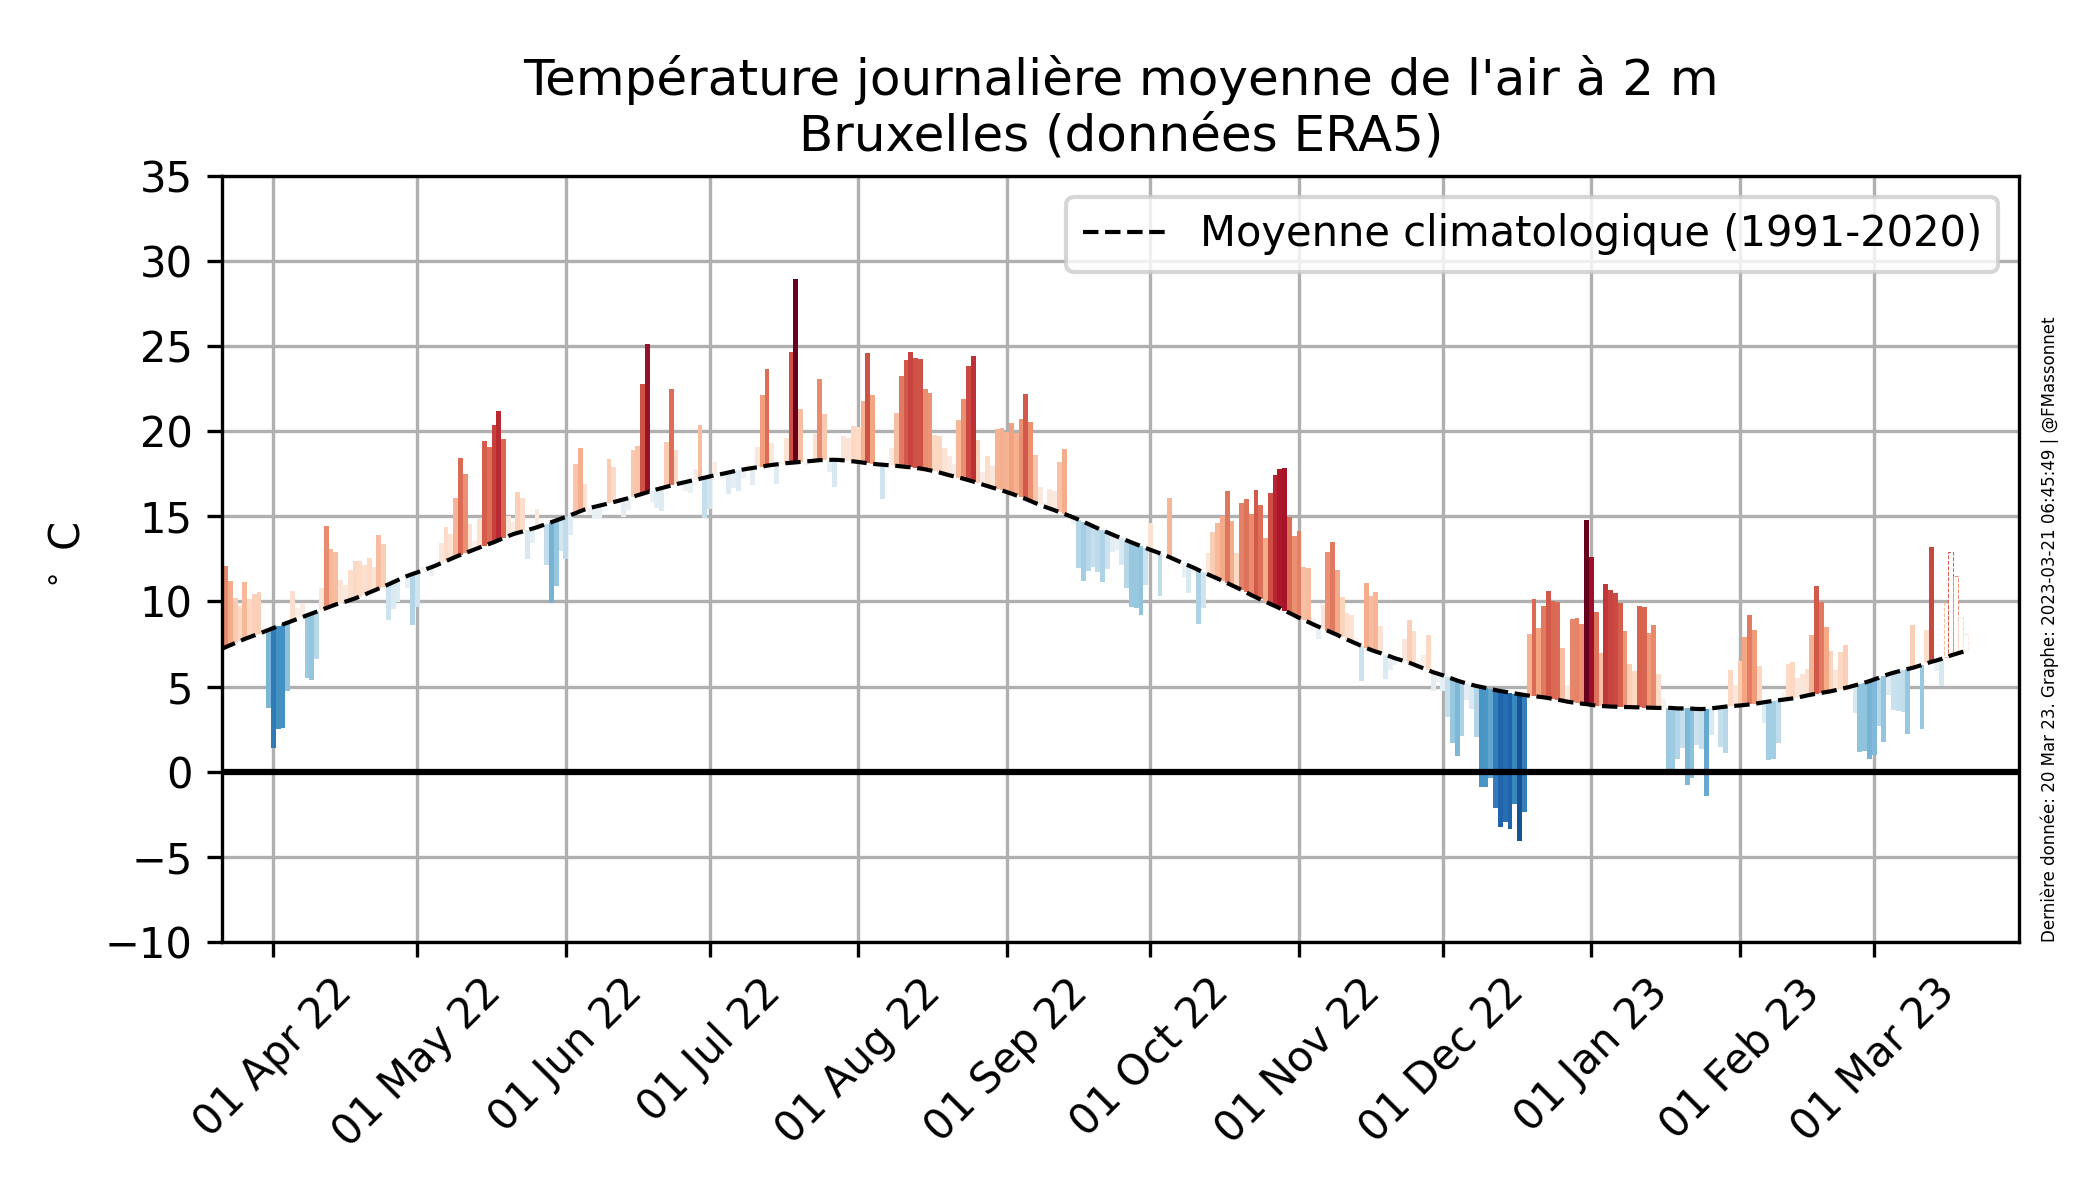 Température journalière moyenne de l'air à 2 m
Bruxelles (données ERA5)
35
30
25
20
15
10
5
0
−5
−10
° C
Moyenne climatologique (1991-2020)
01 Apr 22
01 May 22
01 Jun 22
01 Jul 22
01 Aug 22
01 Sep 22
01 Oct 22
01 Nov 22
01 Dec 22
01 Jan 23
01 Feb 23
01 Mar 23
Dernière donnée: 20 Mar 23. Graphe: 2023-03-21 06:45:49 | @FMassonnet